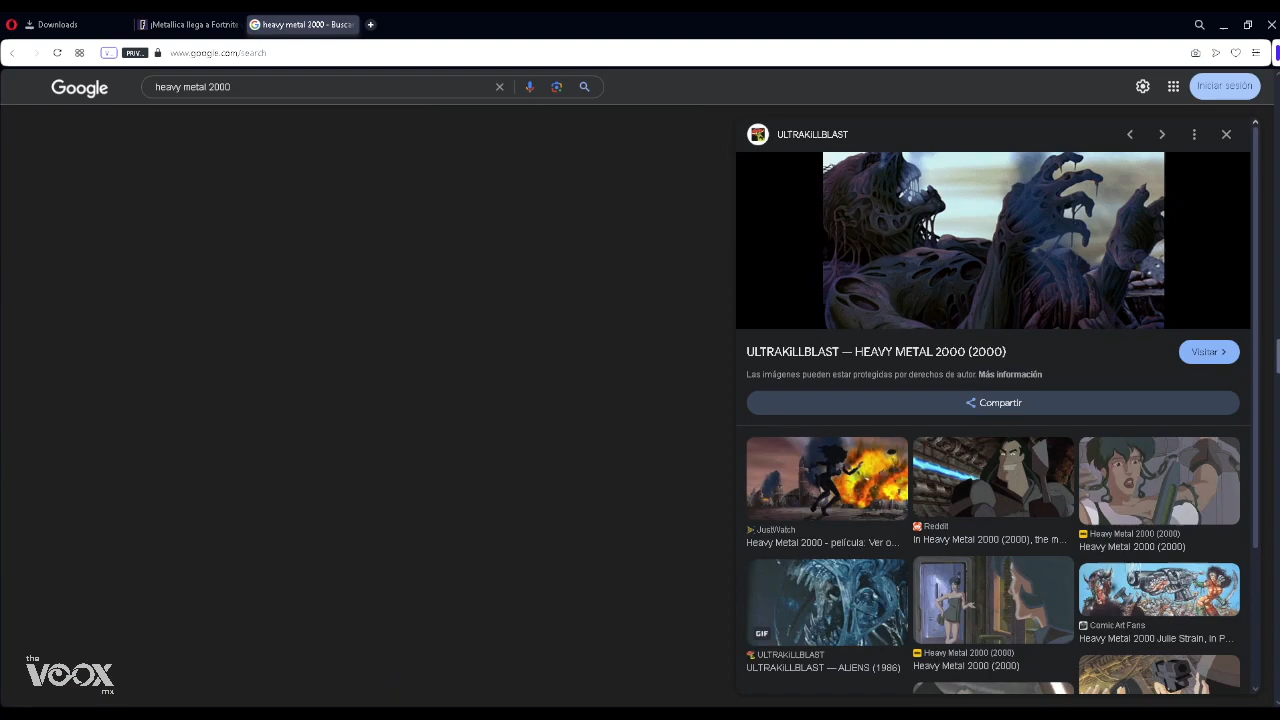 Downloads
¡Metallica llega a Fortnite
heavy metal 2000 - Busca
V...
PRIV...
www.google.com/search
Google
heavy metal 2000
Iniciar sesión
ULTRAKiLLBLAST
ULTRAKiLLBLAST — HEAVY METAL 2000 (2000)
Visitar
Las imágenes pueden estar protegidas por derechos de autor. Más información
Compartir
JustWatch
Heavy Metal 2000 - película: Ver o...
Reddit
In Heavy Metal 2000 (2000), the m...
Heavy Metal 2000 (2000)
Heavy Metal 2000 (2000)
GIF
ULTRAKiLLBLAST
ULTRAKiLLBLAST — ALIENS (1986)
Heavy Metal 2000 (2000)
Heavy Metal 2000 (2000)
ComicArt Fans
Heavy Metal 2000 Julie Strain, in P...
the
VOOX
mx